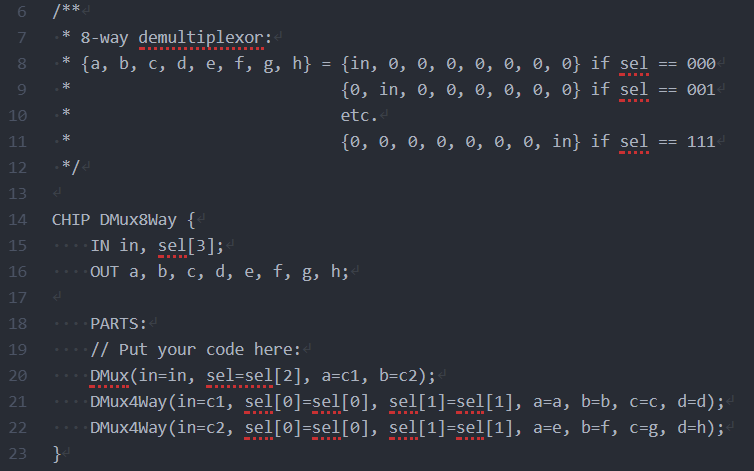 6 /**
7  * 8-way demultiplexor:
8  * {a, b, c, d, e, f, g, h} = {in, 0, 0, 0, 0, 0, 0, 0} if sel == 000
9  *                            {0, in, 0, 0, 0, 0, 0, 0} if sel == 001
10  *                            etc.
11  *                            {0, 0, 0, 0, 0, 0, 0, in} if sel == 111
12  */
13
14 CHIP DMux8Way {
15     IN in, sel[3];
16     OUT a, b, c, d, e, f, g, h;
17
18     PARTS:
19     // Put your code here:
20     DMux(in=in, sel=sel[2], a=c1, b=c2);
21     DMux4Way(in=c1, sel[0]=sel[0], sel[1]=sel[1], a=a, b=b, c=c, d=d);
22     DMux4Way(in=c2, sel[0]=sel[0], sel[1]=sel[1], a=e, b=f, c=g, d=h);
23 }